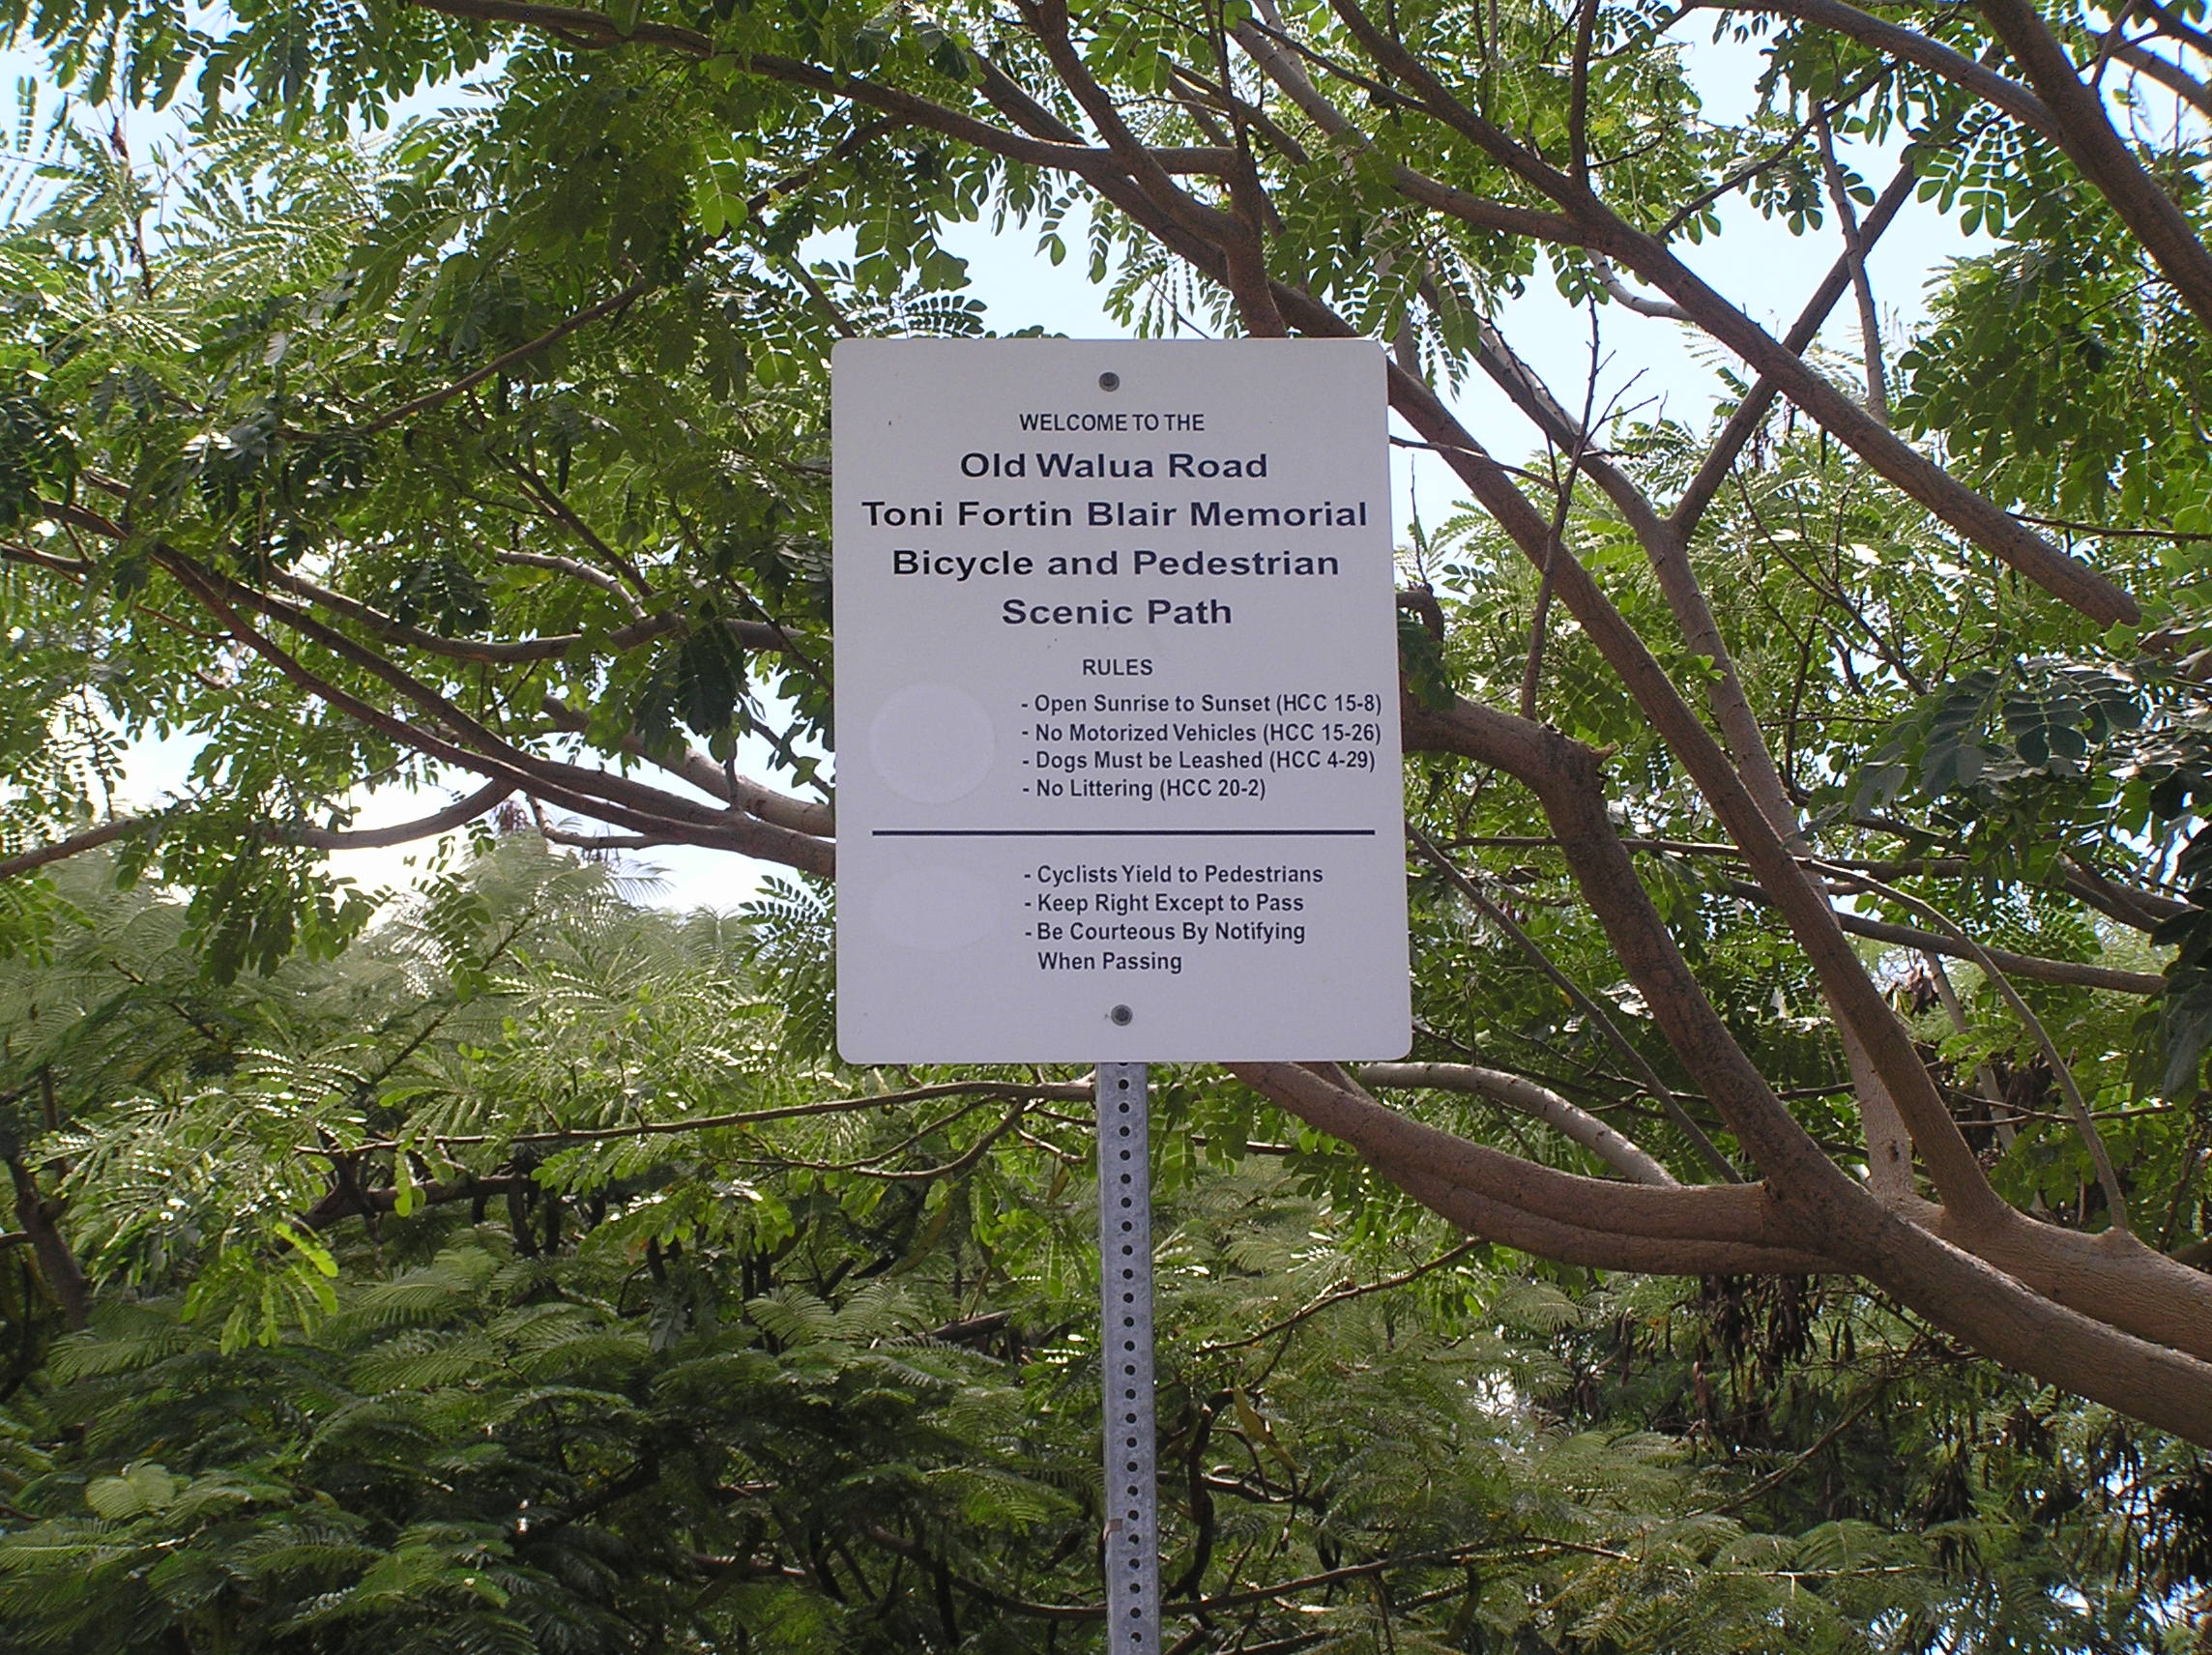 WELCOME TO THE
Old Walua Road
Toni Fortin Blair Memorial
Bicycle and Pedestrian
Scenic Path
RULES
- Open Sunrise to Sunset (HCC 15-8)
- No Motorized Vehicles (HCC 15-26)
- Dogs Must be Leashed (HCC 4-29)
- No Littering (HCC 20-2)
- Cyclists Yield to Pedestrians
- Keep Right Except to Pass
- Be Courteous By Notifying
When Passing